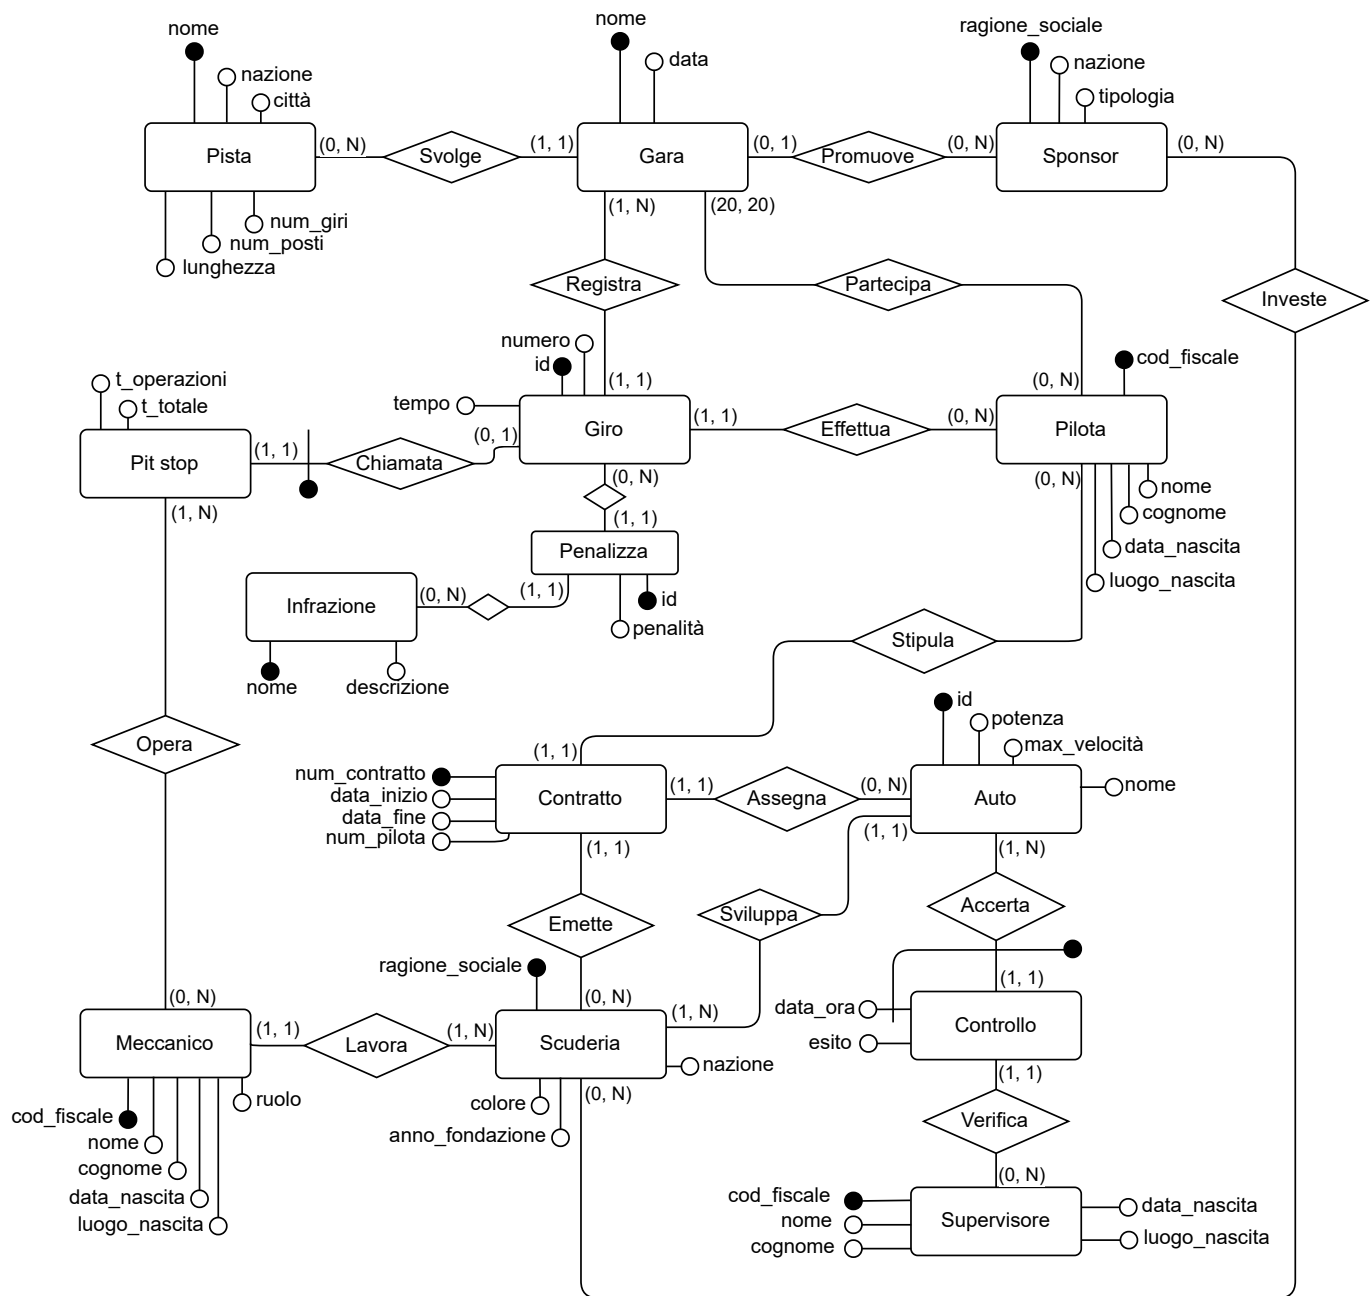 nome
nome
ragione_sociale
nazione
città
data
nazione
tipologia
Pista
(0, N)
Svolge
(1, 1)
Gara
(0, 1)
Promuove
(0, N)
Sponsor
(0, N)
num_giri
num_posti
lunghezza
(1, N)
(20, 20)
Registra
Partecipa
Investe
numero
id
cod_fiscale
t_operazioni
t_totale
tempo
(1, 1)
(0, N)
Pit stop
(1, 1)
Chiamata
(0, 1)
Giro
(1, 1)
Effettua
(0, N)
Pilota
(1, N)
(0, N)
(0, N)
nome
cognome
data_nascita
luogo_nascita
(1, 1)
Penalizza
Infrazione
(0, N)
(1, 1)
id
penalità
nome
descrizione
Stipula
Opera
id
potenza
max_velocità
nome
(1, 1)
num_contratto
data_inizio
data_fine
num_pilota
Contratto
(1, 1)
Assegna
(0, N)
Auto
(1, 1)
(1, 1)
(1, N)
Emette
Sviluppa
Accerta
ragione_sociale
(0, N)
(0, N)
(1, N)
(1, 1)
data_ora
esito
Controllo
Meccanico
(1, 1)
Lavora
(1, N)
Scuderia
nazione
colore
anno_fondazione
(0, N)
(1, 1)
ruolo
cod_fiscale
nome
cognome
data_nascita
luogo_nascita
Verifica
(0, N)
cod_fiscale
nome
cognome
Supervisore
data_nascita
luogo_nascita